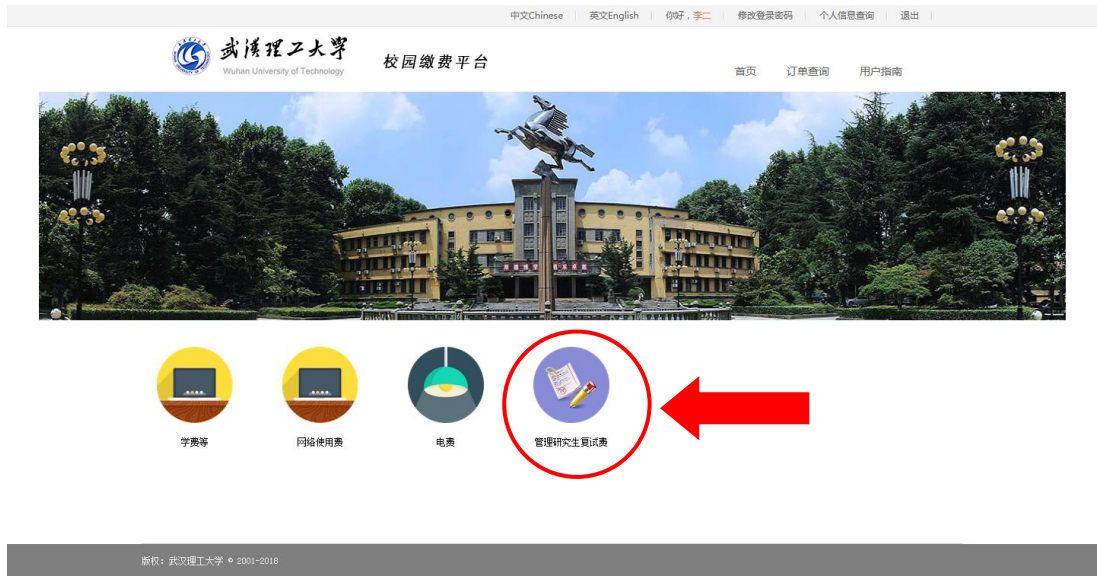 中文Chinese 英文English 你好，李二 修改登录密码 个人信息查询 退出
武汉理工大学
Wuhan University of Technology
校园缴费平台
首页 订单查询 用户指南
学费等 网络使用费 电费 管理研究生复试费
版权：武汉理工大学 © 2001-2018